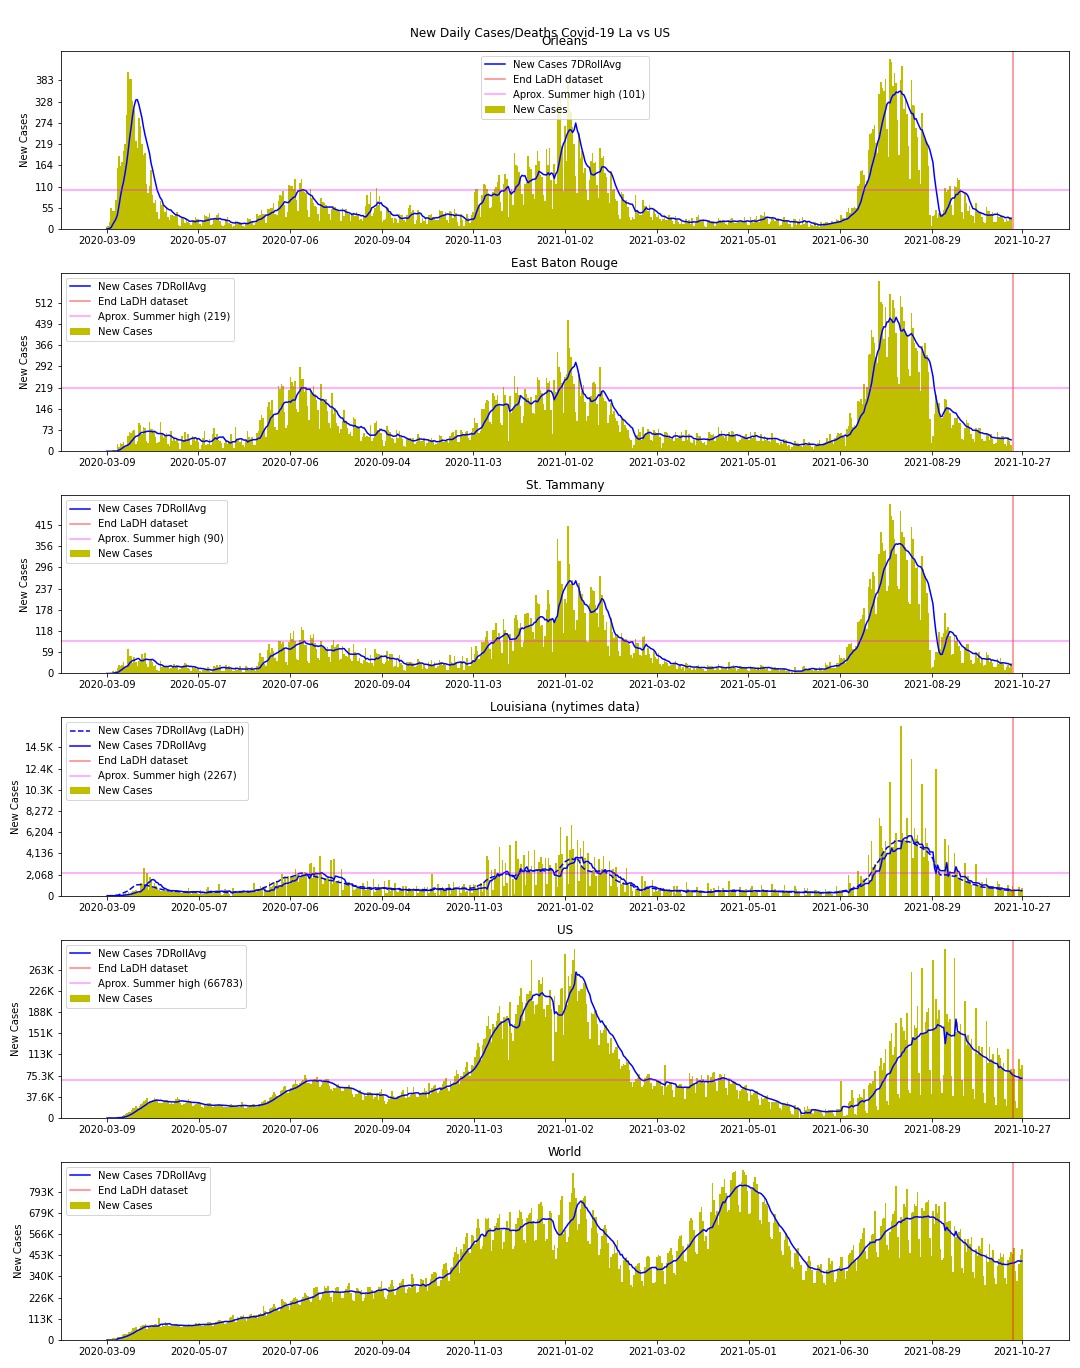 New Daily Cases/Deaths Covid-19 La vs US
Orleans
New Cases
383
328
274
219
164
110
55
0
New Cases 7DRollAvg
End LaDH dataset
Aprox. Summer high (101)
New Cases
2020-03-09 2020-05-07 2020-07-06 2020-09-04 2020-11-03 2021-01-02 2021-03-02 2021-05-01 2021-06-30 2021-08-29 2021-10-27
East Baton Rouge
New Cases
512
439
366
292
219
146
73
0
New Cases 7DRollAvg
End LaDH dataset
Aprox. Summer high (219)
New Cases
2020-03-09 2020-05-07 2020-07-06 2020-09-04 2020-11-03 2021-01-02 2021-03-02 2021-05-01 2021-06-30 2021-08-29 2021-10-27
St. Tammany
New Cases
415
356
296
237
178
118
59
0
New Cases 7DRollAvg
End LaDH dataset
Aprox. Summer high (90)
New Cases
2020-03-09 2020-05-07 2020-07-06 2020-09-04 2020-11-03 2021-01-02 2021-03-02 2021-05-01 2021-06-30 2021-08-29 2021-10-27
Louisiana (nytimes data)
New Cases
14.5K
12.4K
10.3K
8,272
6,204
4,136
2,068
0
New Cases 7DRollAvg (LaDH)
New Cases 7DRollAvg
End LaDH dataset
Aprox. Summer high (2267)
New Cases
2020-03-09 2020-05-07 2020-07-06 2020-09-04 2020-11-03 2021-01-02 2021-03-02 2021-05-01 2021-06-30 2021-08-29 2021-10-27
US
New Cases
263K
226K
188K
151K
113K
75.3K
37.6K
0
New Cases 7DRollAvg
End LaDH dataset
Aprox. Summer high (66783)
New Cases
2020-03-09 2020-05-07 2020-07-06 2020-09-04 2020-11-03 2021-01-02 2021-03-02 2021-05-01 2021-06-30 2021-08-29 2021-10-27
World
New Cases
793K
679K
566K
453K
340K
226K
113K
0
New Cases 7DRollAvg
End LaDH dataset
New Cases
2020-03-09 2020-05-07 2020-07-06 2020-09-04 2020-11-03 2021-01-02 2021-03-02 2021-05-01 2021-06-30 2021-08-29 2021-10-27